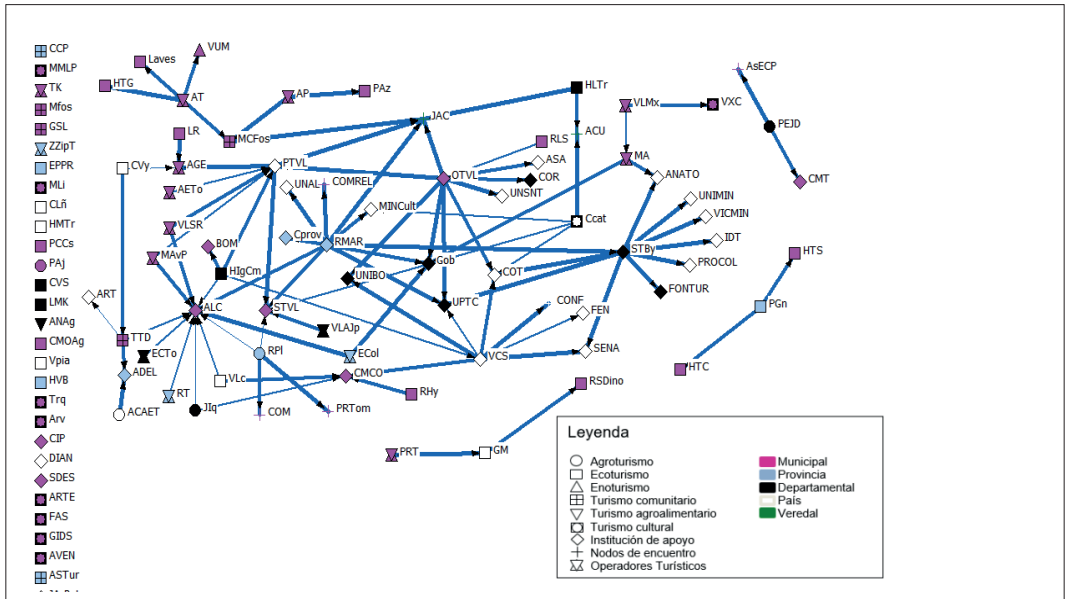 CCP
MMLP
TK
Mfos
GSL
ZZipT
EPPR
MLi
CLñ
HMTr
PCCs
PAj
CVS
LMK
ANAg
CMOAg
Vpia
HVB
Trq
Arv
CIP
DIAN
SDES
ARTE
FAS
GIDS
AVEN
ASTur
VUM
Laves
HTG
AT
AP
PAz
LR
MCFos
JAC
HLTr
ACU
RLS
VLMx
VXC
AsECP
PEJD
CMT
CVy
AGE
PTVL
AETo
UNAL
COMREL
MINCult
OTVL
ASA
COR
UNSNT
MA
ANATO
UNIMIN
VICMIN
IDT
PROCOL
FONTUR
STBy
Ccat
VLSR
BOM
MAvP
HIgCm
Cprov
RMAR
UNIBO
Gob
COT
UPTC
CONF
FEN
SENA
VCS
HTS
PGn
HTC
ART
ALC
STVL
VLAJp
TTD
ECTo
ADEL
RPl
ECol
VLc
CMCO
RT
JIq
ACAET
COM
PRTom
RHy
RSDino
PRT
GM
Leyenda
Agroturismo
Ecoturismo
Enoturismo
Turismo comunitario
Turismo agroalimentario
Turismo cultural
Institución de apoyo
Nodos de encuentro
Operadores Turísticos
Municipal
Provincia
Departamental
País
Veredal